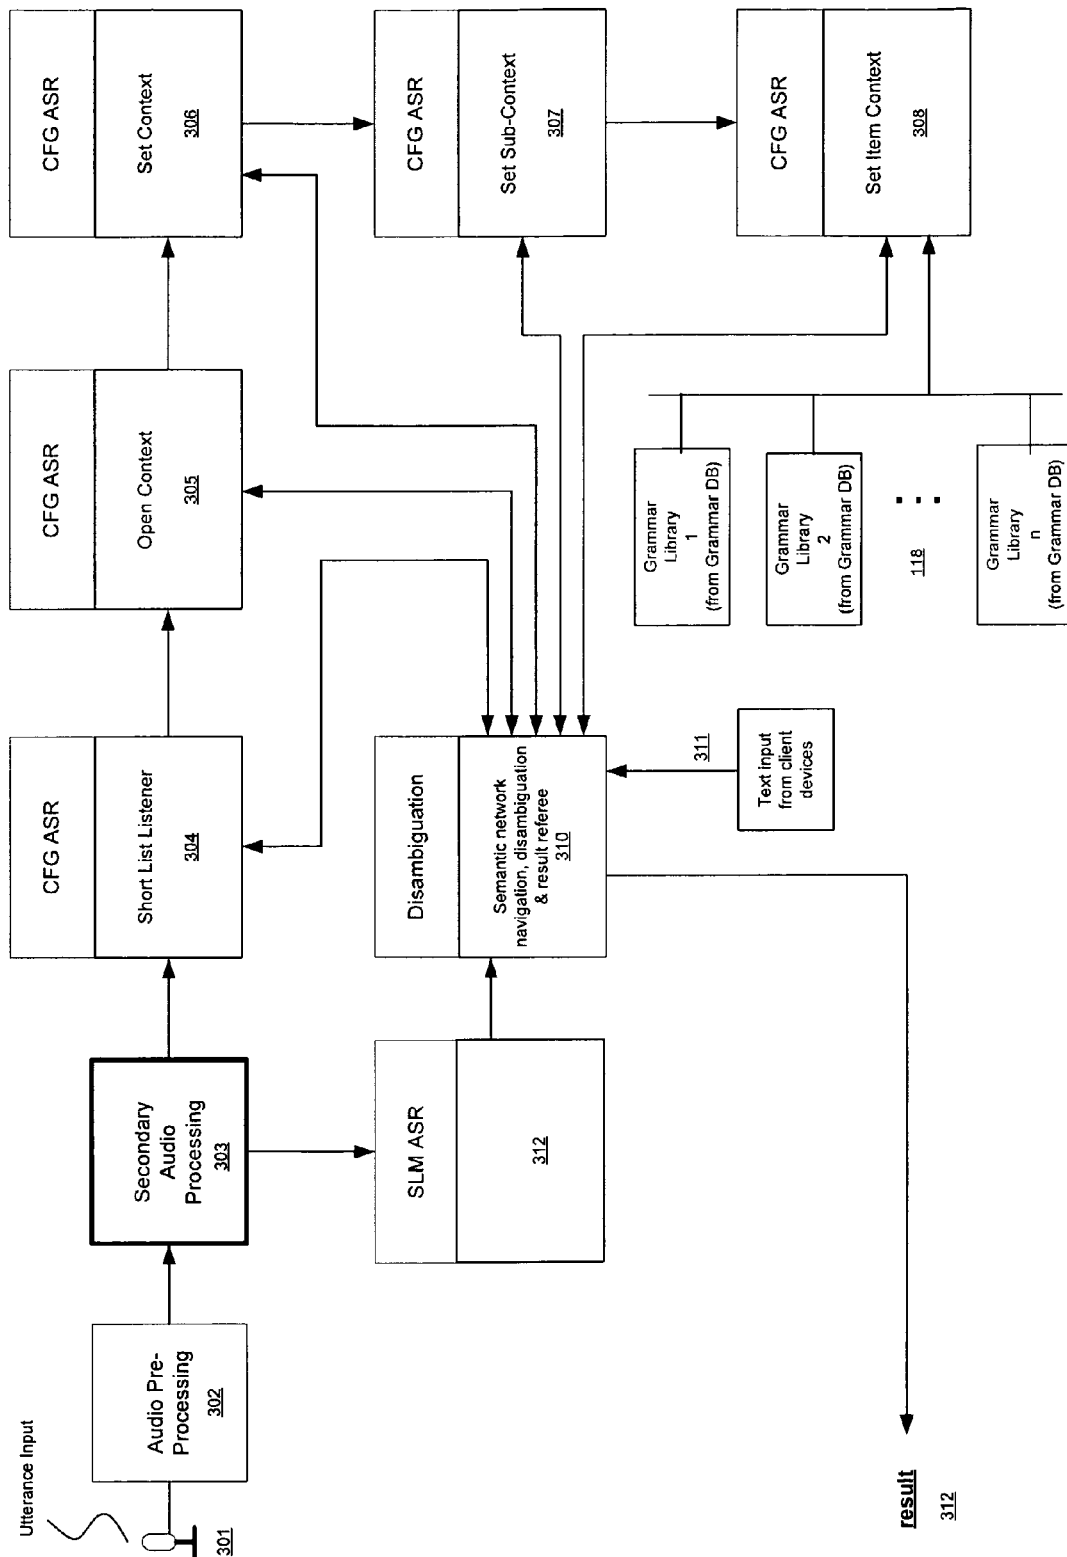 Utterance Input
301
Audio Pre-
Processing
302
Secondary
Audio
Processing
303
CFG ASR
Short List Listener
304
CFG ASR
Open Context
305
CFG ASR
Set Context
306
SLM ASR
312
Disambiguation
Semantic network
navigation, disambiguation
& result referee
310
CFG ASR
Set Sub-Context
307
311
Text input
from client
devices
CFG ASR
Set Item Context
308
Grammar
Library
1
(from Grammar DB)
Grammar
Library
2
(from Grammar DB)
118
Grammar
Library
n
(from Grammar DB)
result
312